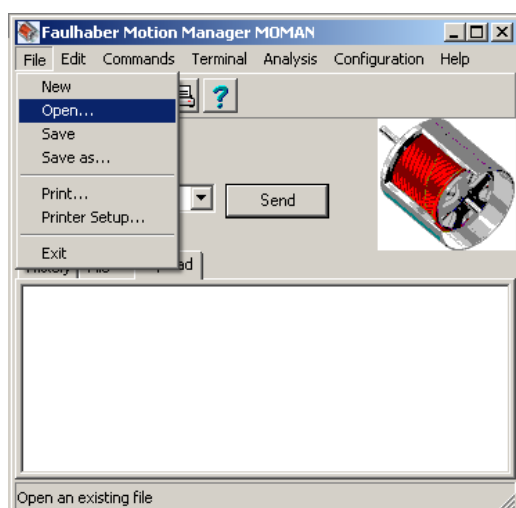 Faulhaber Motion Manager MOMAN
File Edit Commands Terminal Analysis Configuration Help
New
Open...
Save
Save as...
Print...
Printer Setup...
Exit
Send
Open an existing file